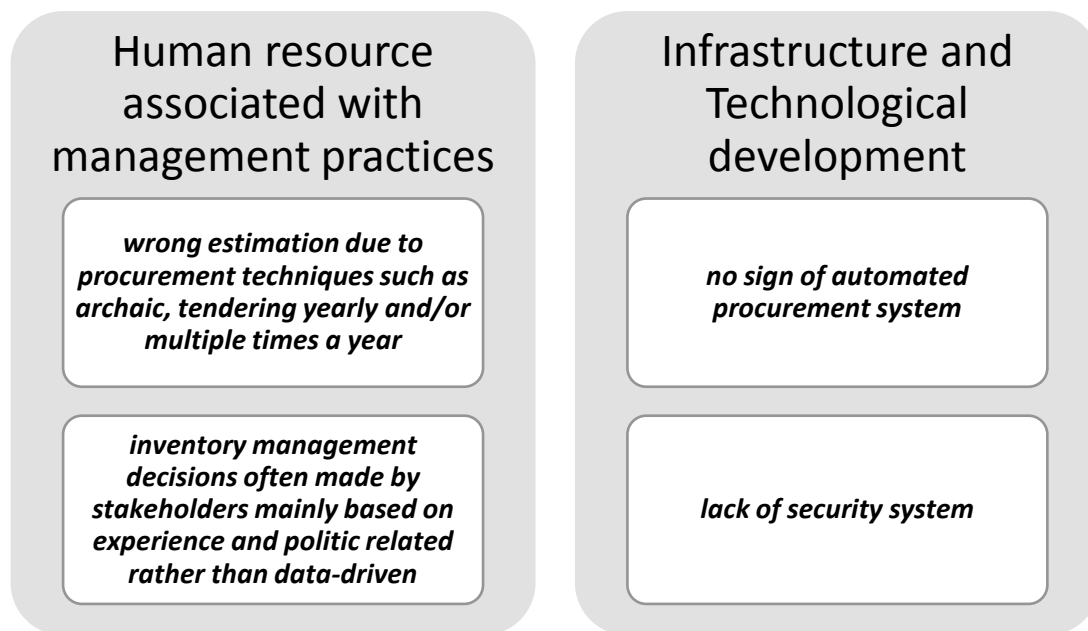 Human resource
associated with
management practices
wrong estimation due to
procurement techniques such as
archaic, tendering yearly and/or
multiple times a year
inventory management
decisions often made by
stakeholders mainly based on
experience and politic related
rather than data-driven
Infrastructure and
Technological
development
no sign of automated
procurement system
lack of security system